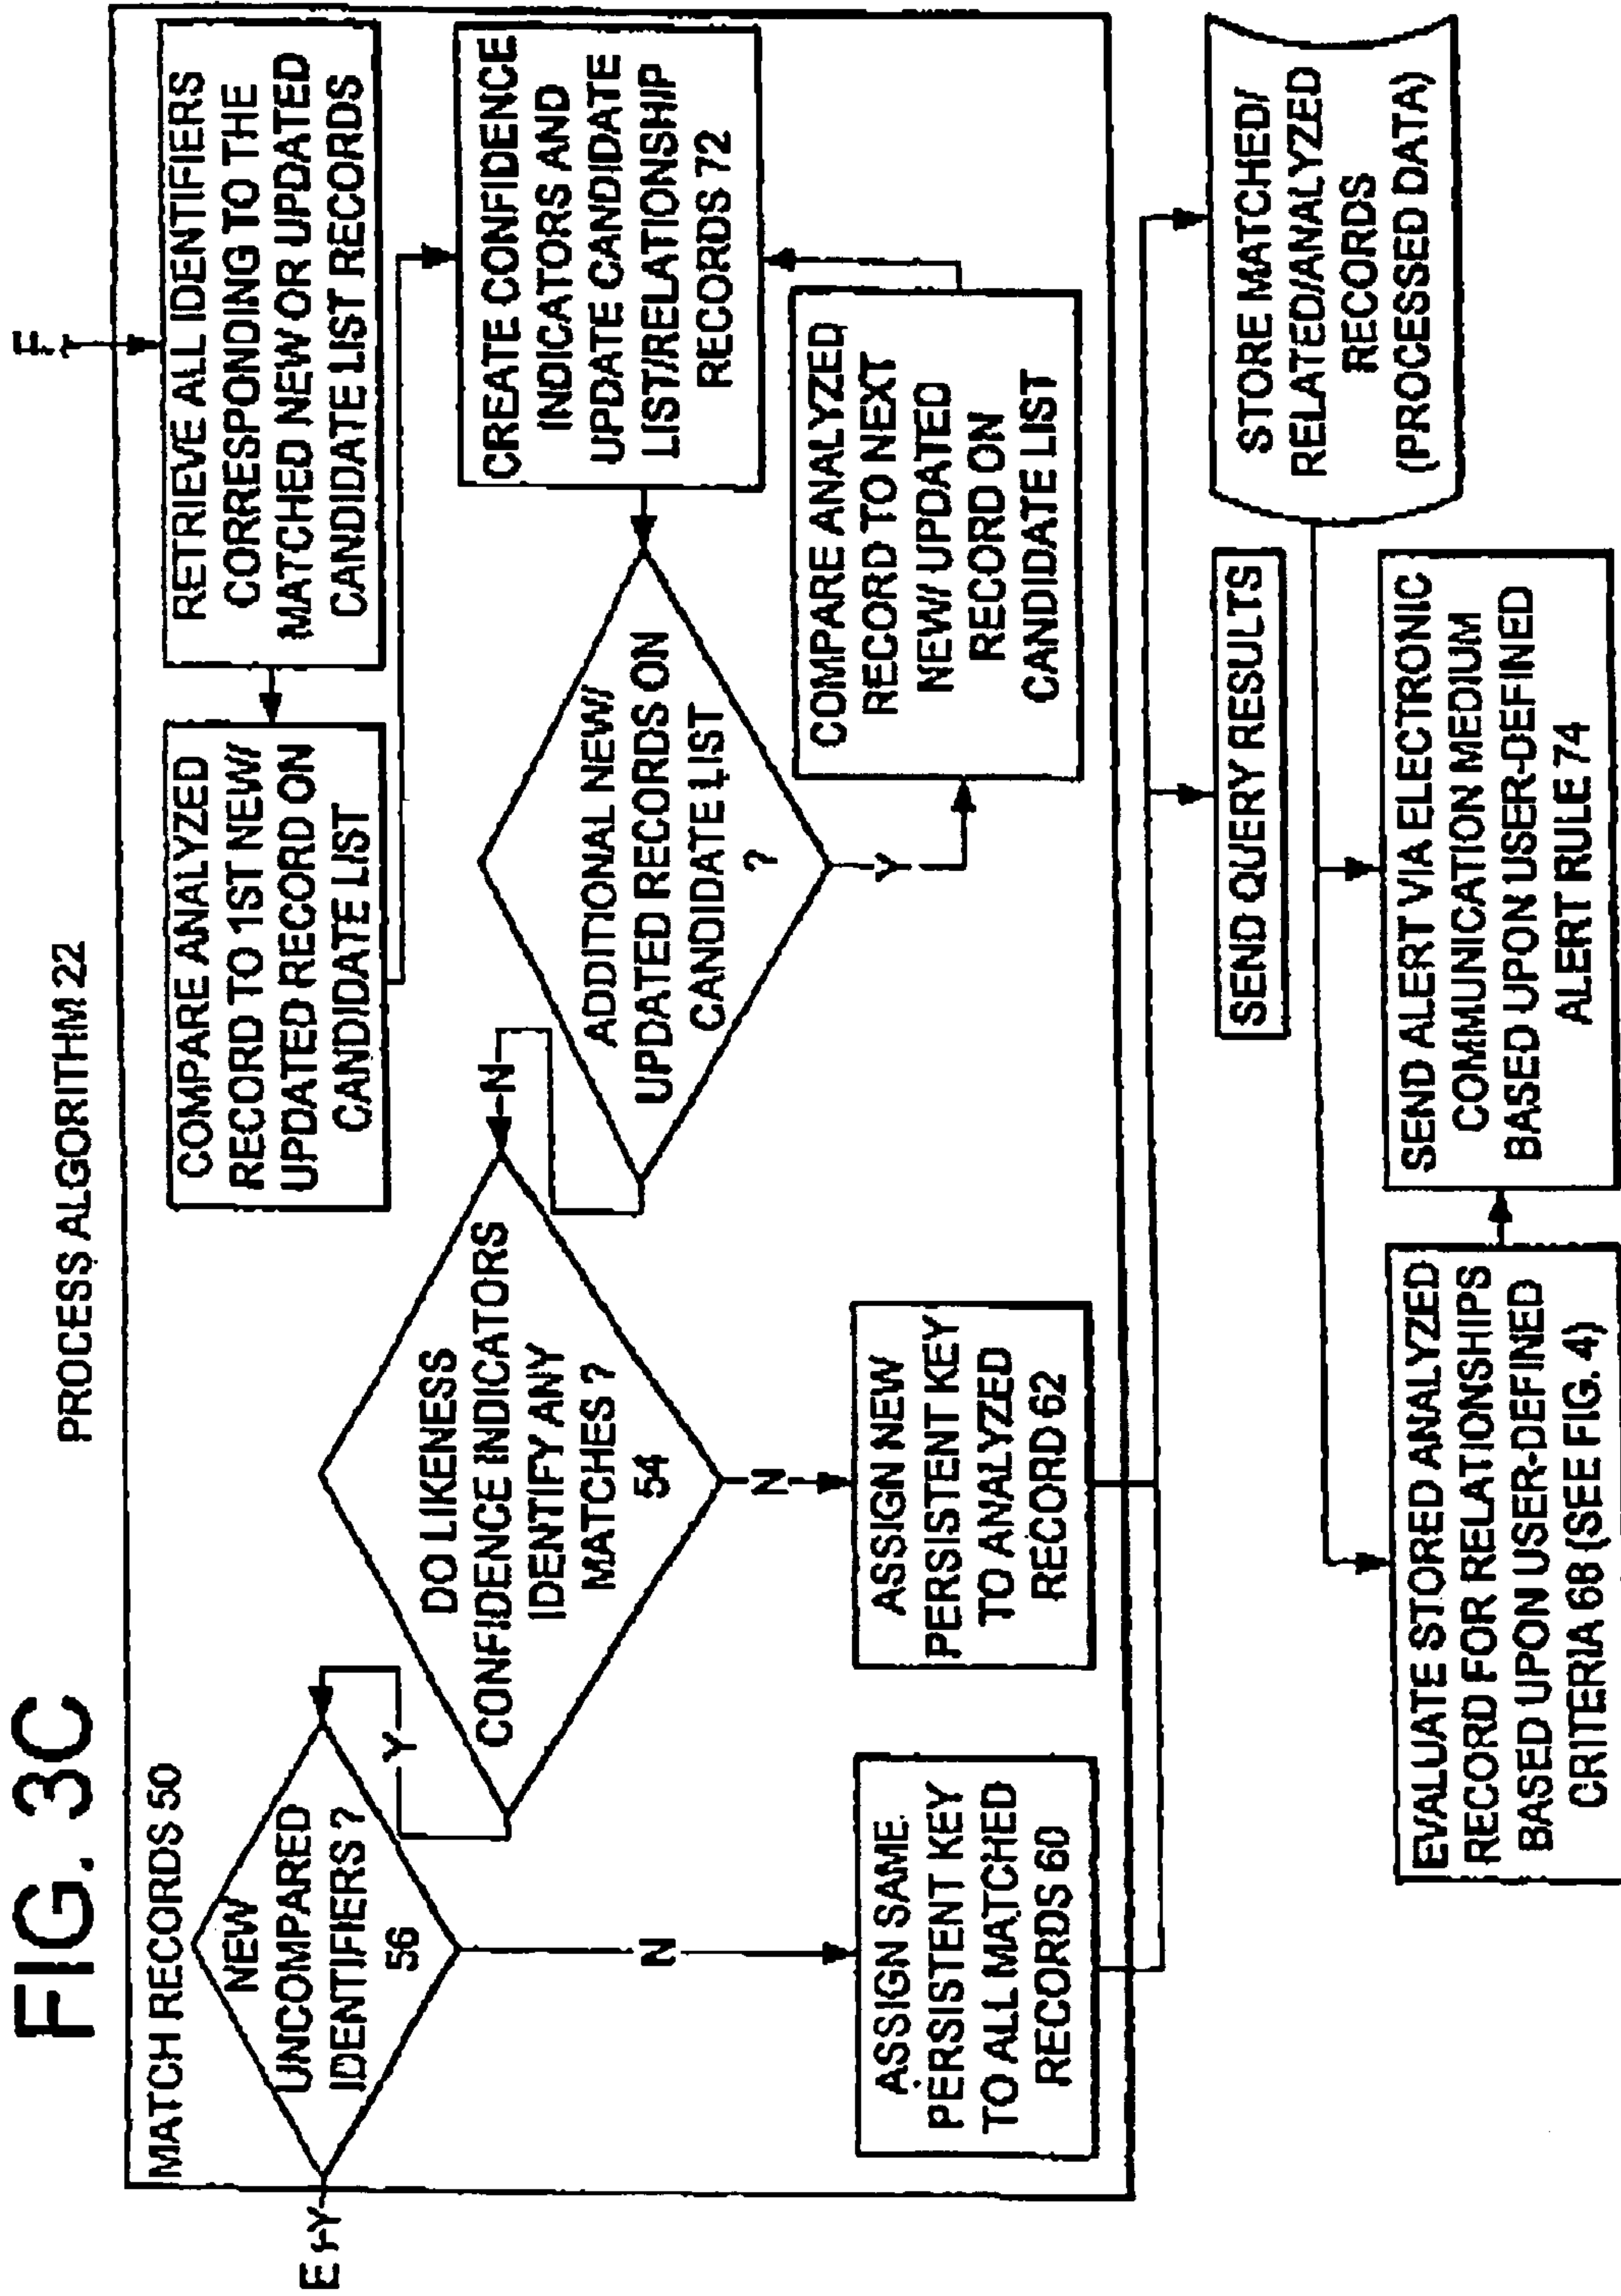 FIG. 3C
PROCESS ALGORITHM 22
MATCH RECORDS 50
E
Y
NEW
UNCOMPARED
IDENTIFIERS ?
56
Y
N
ASSIGN SAME
PERSISTENT KEY
TO ALL MATCHED
RECORDS 60
DO LIKENESS
CONFIDENCE INDICATORS
IDENTIFY ANY
MATCHES ?
54
N
N
ASSIGN NEW
PERSISTENT KEY
TO ANALYZED
RECORD 62
COMPARE ANALYZED
RECORD TO 1ST NEW/
UPDATED RECORD ON
CANDIDATE LIST
F
RETRIEVE ALL IDENTIFIERS
CORRESPONDING TO THE
MATCHED NEW OR UPDATED
CANDIDATE LIST RECORDS
CREATE CONFIDENCE
INDICATORS AND
UPDATE CANDIDATE
LIST/RELATIONSHIP
RECORDS 72
ADDITIONAL NEW/
UPDATED RECORDS ON
CANDIDATE LIST
?
Y
COMPARE ANALYZED
RECORD TO NEXT
NEW/ UPDATED
RECORD ON
CANDIDATE LIST
SEND QUERY RESULTS
STORE MATCHED/
RELATED/ANALYZED
RECORDS
(PROCESSED DATA)
EVALUATE STORED ANALYZED
RECORD FOR RELATIONSHIPS
BASED UPON USER-DEFINED
CRITERIA 68 (SEE FIG. 4)
SEND ALERT VIA ELECTRONIC
COMMUNICATION MEDIUM
BASED UPON USER-DEFINED
ALERT RULE 74